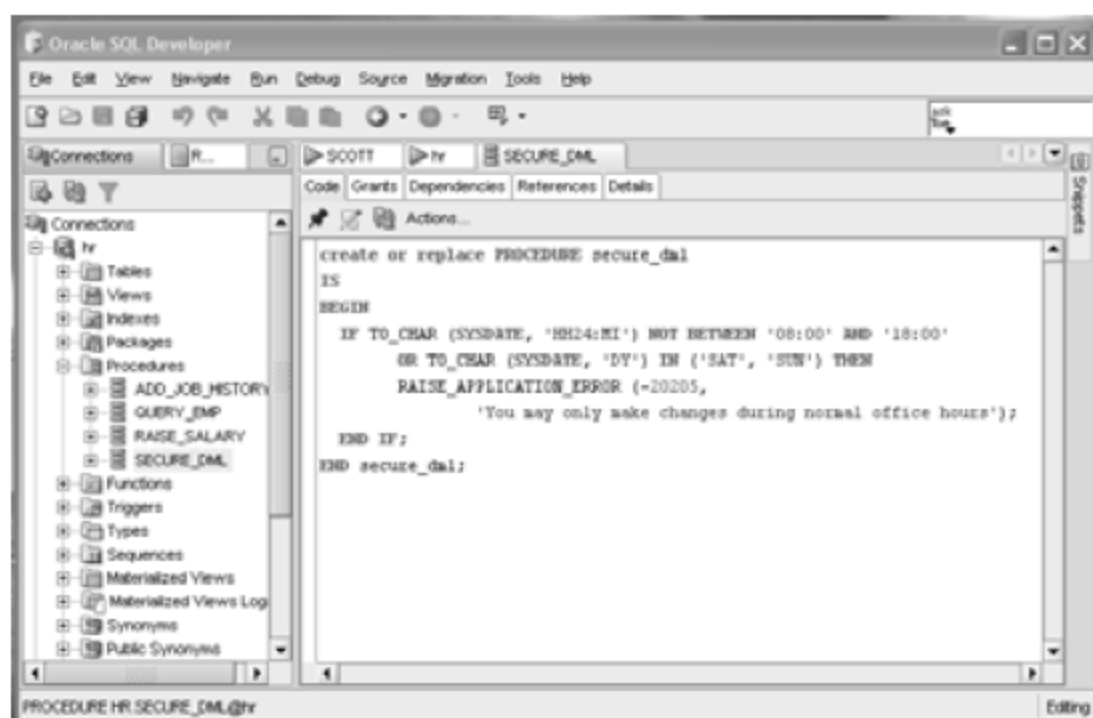 Oracle SQL Developer
File Edit View Navigate Run Debug Source Migration Tools Help
Connections R...
SCOTT hr SECURE_DML
Code Grants Dependencies References Details
Actions...
Snippets
Connections
hr
Tables
Views
Indexes
Packages
Procedures
ADD_JOB_HISTORY
QUERY_EMP
RAISE_SALARY
SECURE_DML
Functions
Triggers
Types
Sequences
Materialized Views
Materialized Views Log
Synonyms
Public Synonyms
create or replace PROCEDURE secure_dml
IS
BEGIN
IF TO_CHAR (SYSDATE, 'HH24:MI') NOT BETWEEN '08:00' AND '18:00'
OR TO_CHAR (SYSDATE, 'DY') IN ('SAT', 'SUN') THEN
RAISE_APPLICATION_ERROR (-20205,
'You may only make changes during normal office hours');
END IF;
END secure_dml;
PROCEDURE HR.SECURE_DML@hr Editing